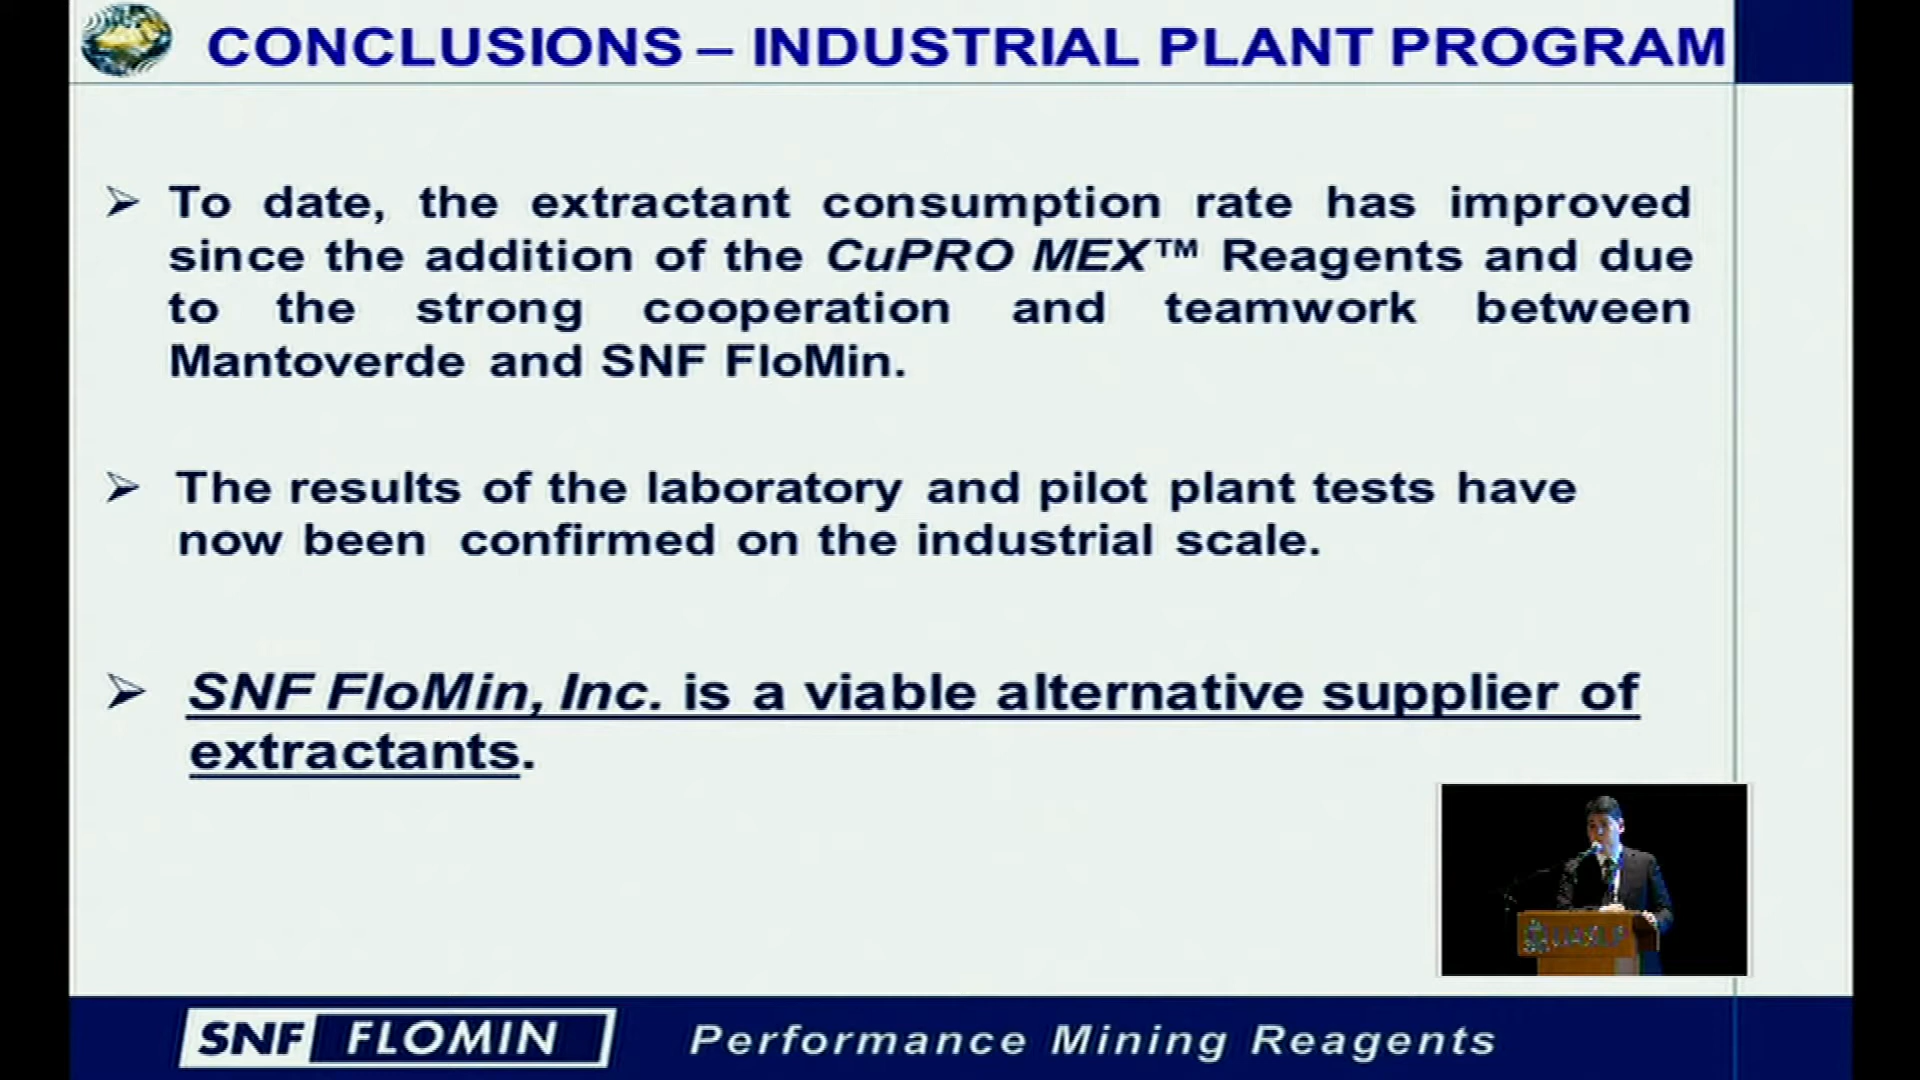 CONCLUSIONS – INDUSTRIAL PLANT PROGRAM
➢ To date, the extractant consumption rate has improved
since the addition of the CuPRO MEX™ Reagents and due
to the strong cooperation and teamwork between
Mantoverde and SNF FloMin.
➢ The results of the laboratory and pilot plant tests have
now been confirmed on the industrial scale.
➢ SNF FloMin, Inc. is a viable alternative supplier of
extractants.
UASLP
SNF FLOMIN
Performance Mining Reagents